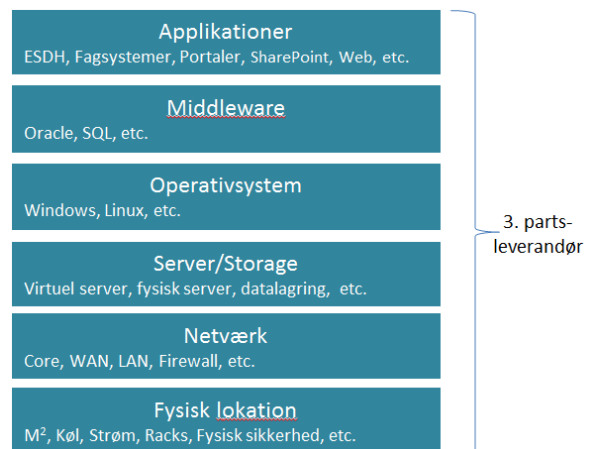 Applikationer
ESDH, Fagsystemer, Portaler, SharePoint, Web, etc.
Middleware
Oracle, SQL, etc.
Operativsystem
Windows, Linux, etc.
Server/Storage
Virtuel server, fysisk server, datalagring, etc.
Netværk
Core, WAN, LAN, Firewall, etc.
Fysisk lokation
M², Køl, Strøm, Racks, Fysisk sikkerhed, etc.
3. parts-
leverandør